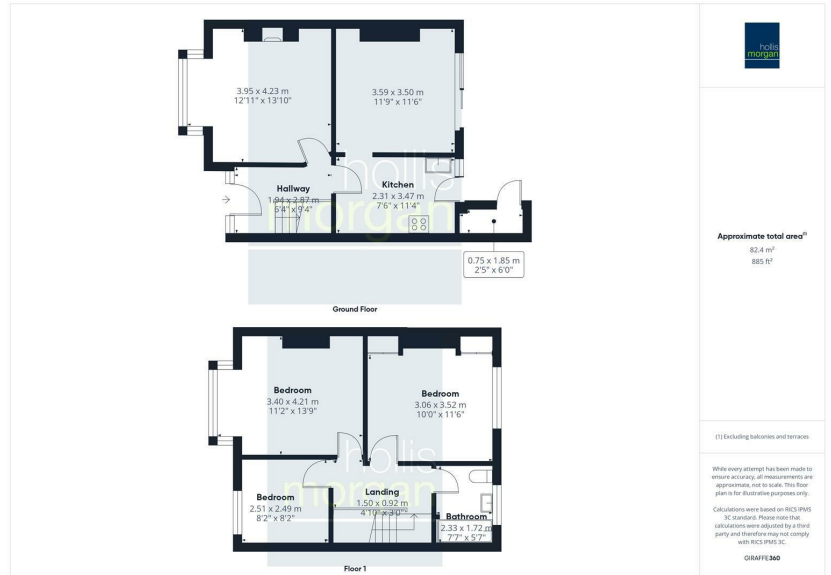 3.95 x 4.23 m
12'11" x 13'10"
3.59 x 3.50 m
11'9" x 11'6"
Hallway
1.94 x 2.87 m
6'4" x 9'4"
Kitchen
2.31 x 3.47 m
7'6" x 11'4"
hollis
morgan
0.75 x 1.85 m
2'5" x 6'0"
Ground Floor
Bedroom
3.40 x 4.21 m
11'2" x 13'9"
Bedroom
3.06 x 3.52 m
10'0" x 11'6"
hollis
morgan
Bedroom
2.51 x 2.49 m
8'2" x 8'2"
Landing
1.50 x 0.92 m
4'10" x 3'0"
Bathroom
2.33 x 1.72 m
7'7" x 5'7"
Floor 1
hollis
morgan
Approximate total area(1)
82.4 m²
885 ft²
(1) Excluding balconies and terraces
While every attempt has been made to
ensure accuracy, all measurements are
approximate, not to scale. This floor
plan is for illustrative purposes only.
Calculations were based on RICS IPMS
3C standard. Please note that
calculations were adjusted by a third
party and therefore may not comply
with RICS IPMS 3C.
GIRAFFE360